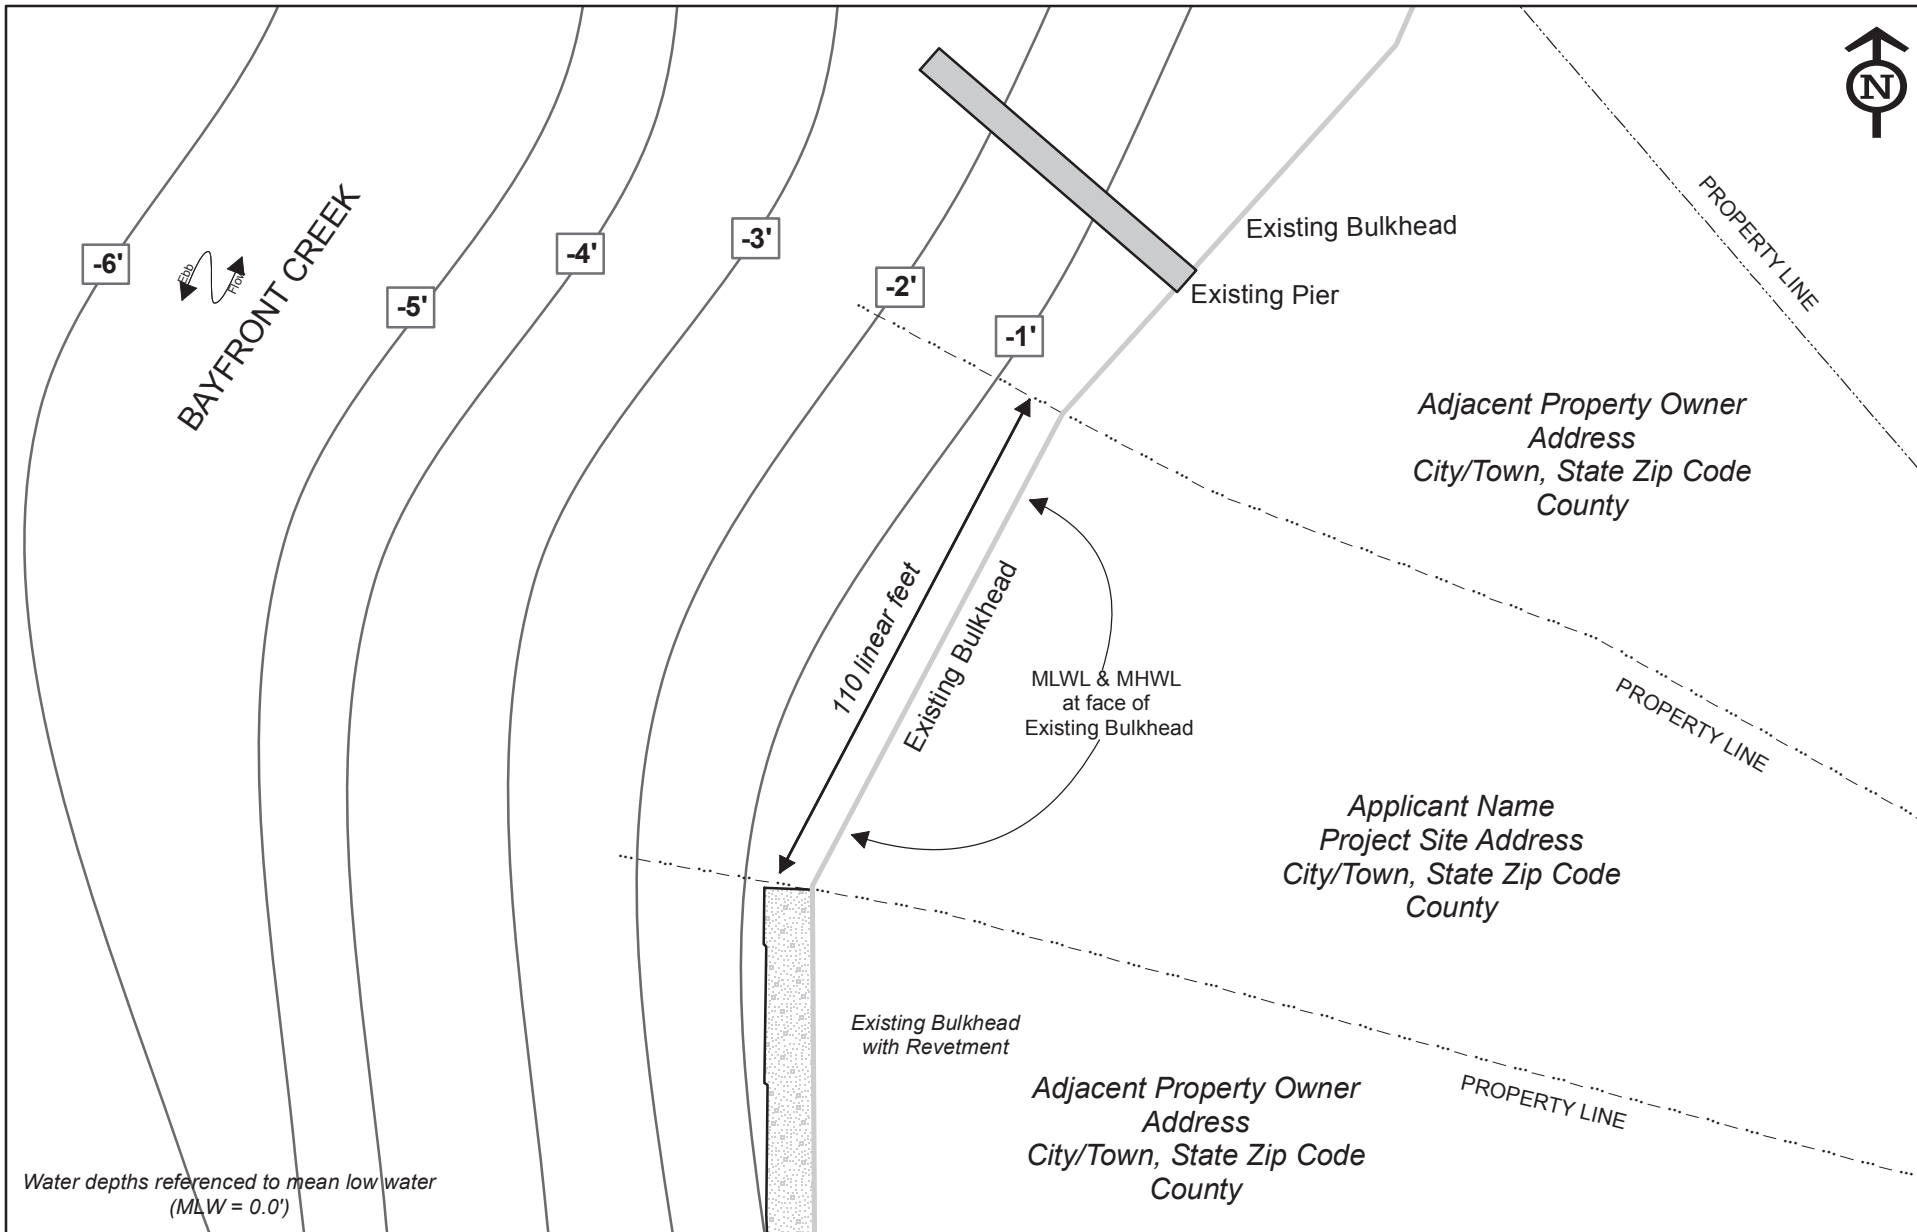 N
PROPERTY LINE
Existing Bulkhead
-6'
Ebb
Flow
BAYFRONT CREEK
-5'
-4'
-3'
-2'
-1'
Existing Pier
Adjacent Property Owner
Address
City/Town, State Zip Code
County
110 linear feet
Existing Bulkhead
MLWL & MHWL
at face of
Existing Bulkhead
PROPERTY LINE
Applicant Name
Project Site Address
City/Town, State Zip Code
County
Existing Bulkhead
with Revetment
Adjacent Property Owner
Address
City/Town, State Zip Code
County
PROPERTY LINE
Water depths referenced to mean low water
(MLW = 0.0')